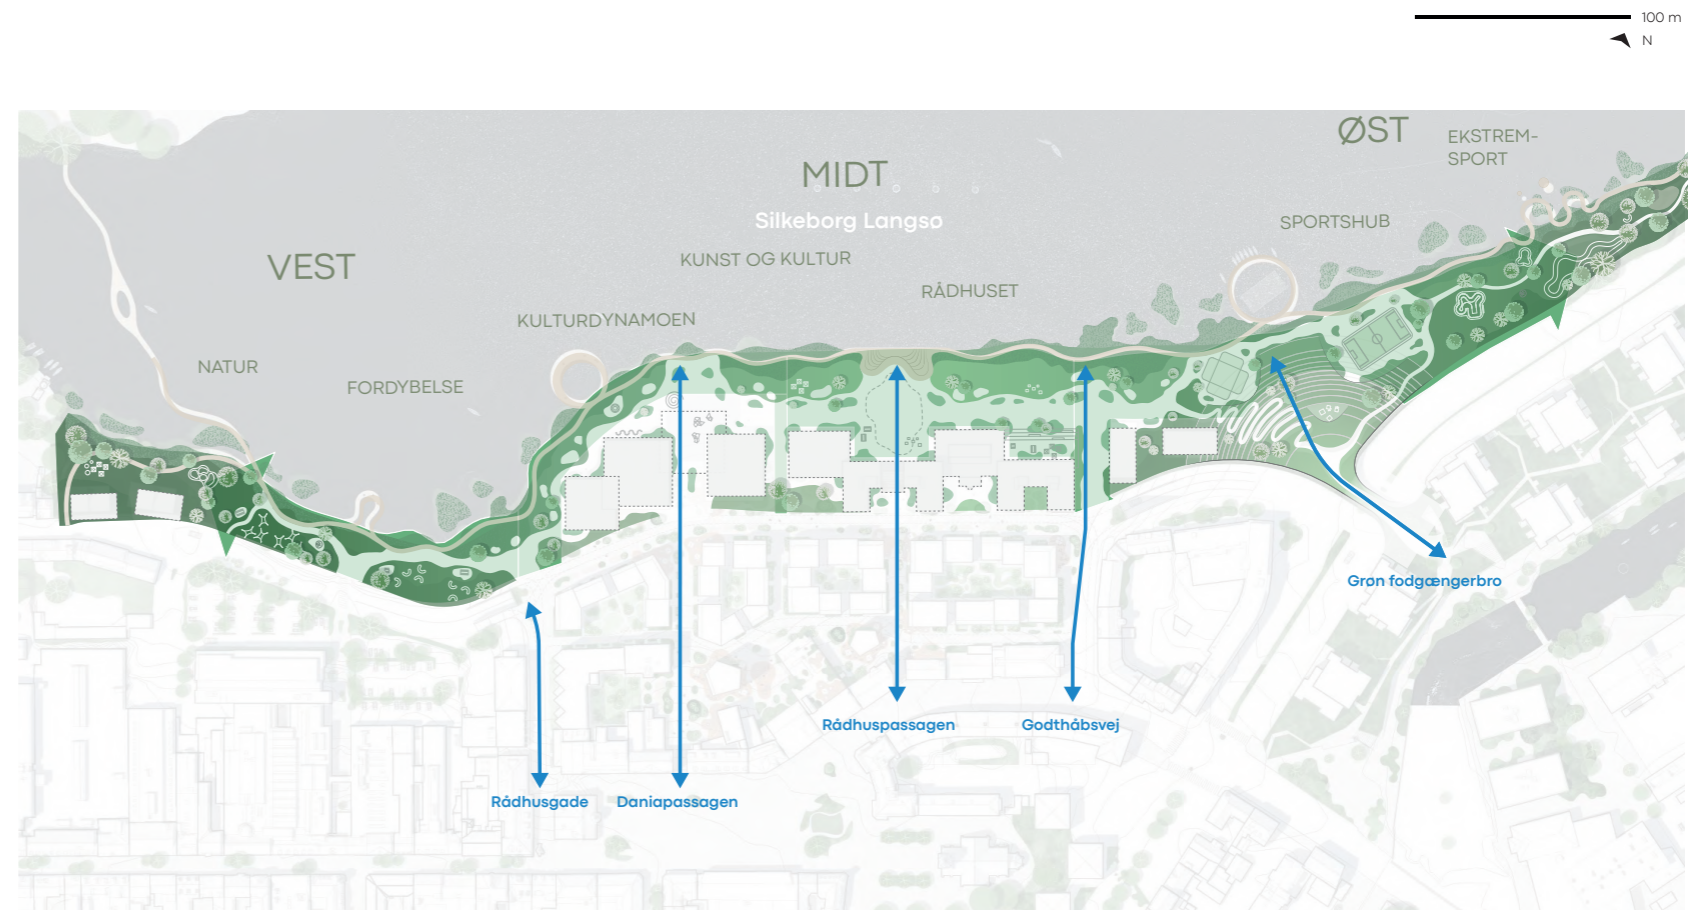 100 m
N
ØST
EKSTREM-
SPORT
MIDT
Silkeborg Langsø
SPORTSHUB
VEST
KUNST OG KULTUR
RÅDHUSET
KULTURDYNAMOEN
NATUR
FORDYBELSE
Grøn fodgængerbro
Rådhuspassagen
Godthåbsvej
Rådhusgade
Daniapassagen